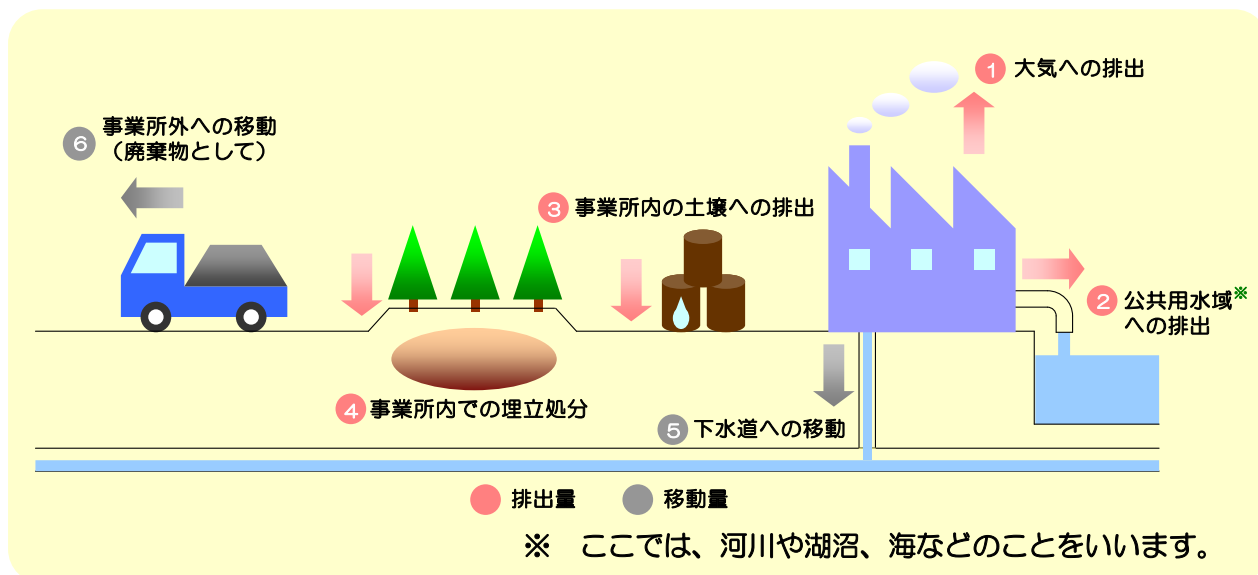 ① 大気への排出
⑥ 事業所外への移動
（廃棄物として）
③ 事業所内の土壌への排出
② 公共用水域※
への排出
④ 事業所内での埋立処分
⑤ 下水道への移動
排出量 移動量
※ ここでは、河川や湖沼、海などのことをいいます。